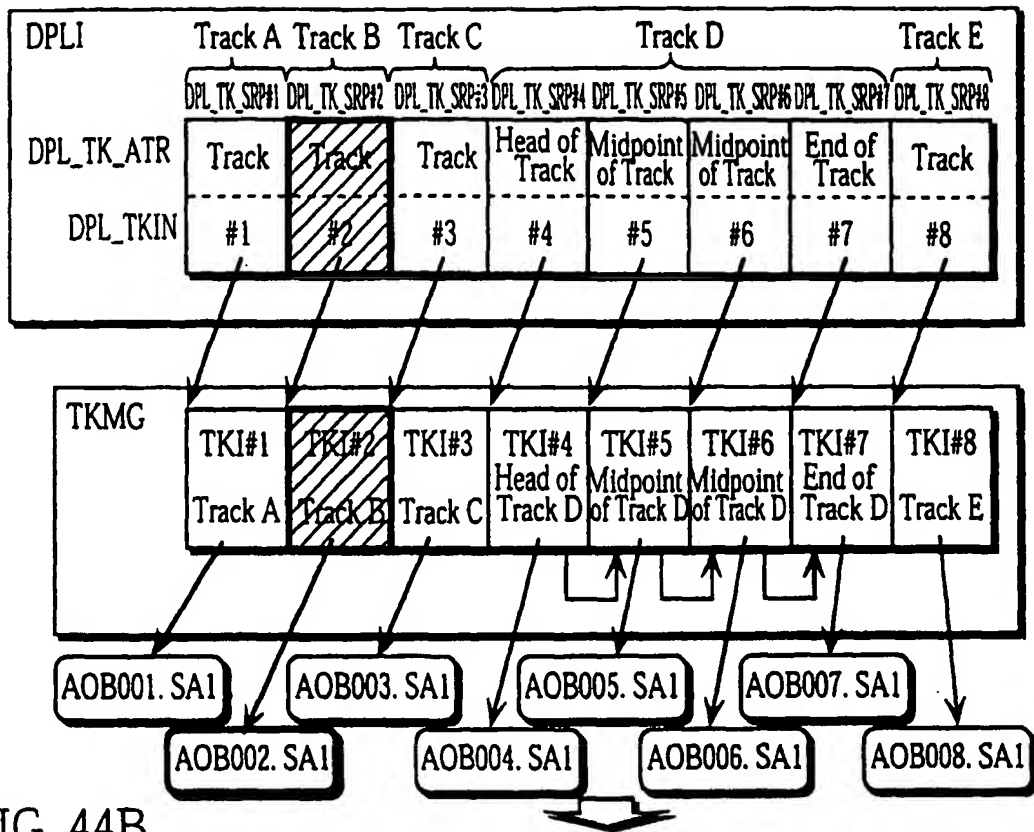 DPLI Track A Track B Track C Track D Track E
DPL_TK_SRP#1 DPL_TK_SRP#2 DPL_TK_SRP#3 DPL_TK_SRP#4 DPL_TK_SRP#5 DPL_TK_SRP#6 DPL_TK_SRP#7 DPL_TK_SRP#8
DPL_TK_ATR Track Track Track Head of Track Midpoint of Track Midpoint of Track End of Track Track
DPL_TKIN #1 #2 #3 #4 #5 #6 #7 #8
TKMG TKI#1 TKI#2 TKI#3 TKI#4 TKI#5 TKI#6 TKI#7 TKI#8
Track A Track B Track C Head of Track D Midpoint of Track D Midpoint of Track D End of Track D Track E
AOB001. SA1 AOB003. SA1 AOB005. SA1 AOB007. SA1
AOB002. SA1 AOB004. SA1 AOB006. SA1 AOB008. SA1
44B